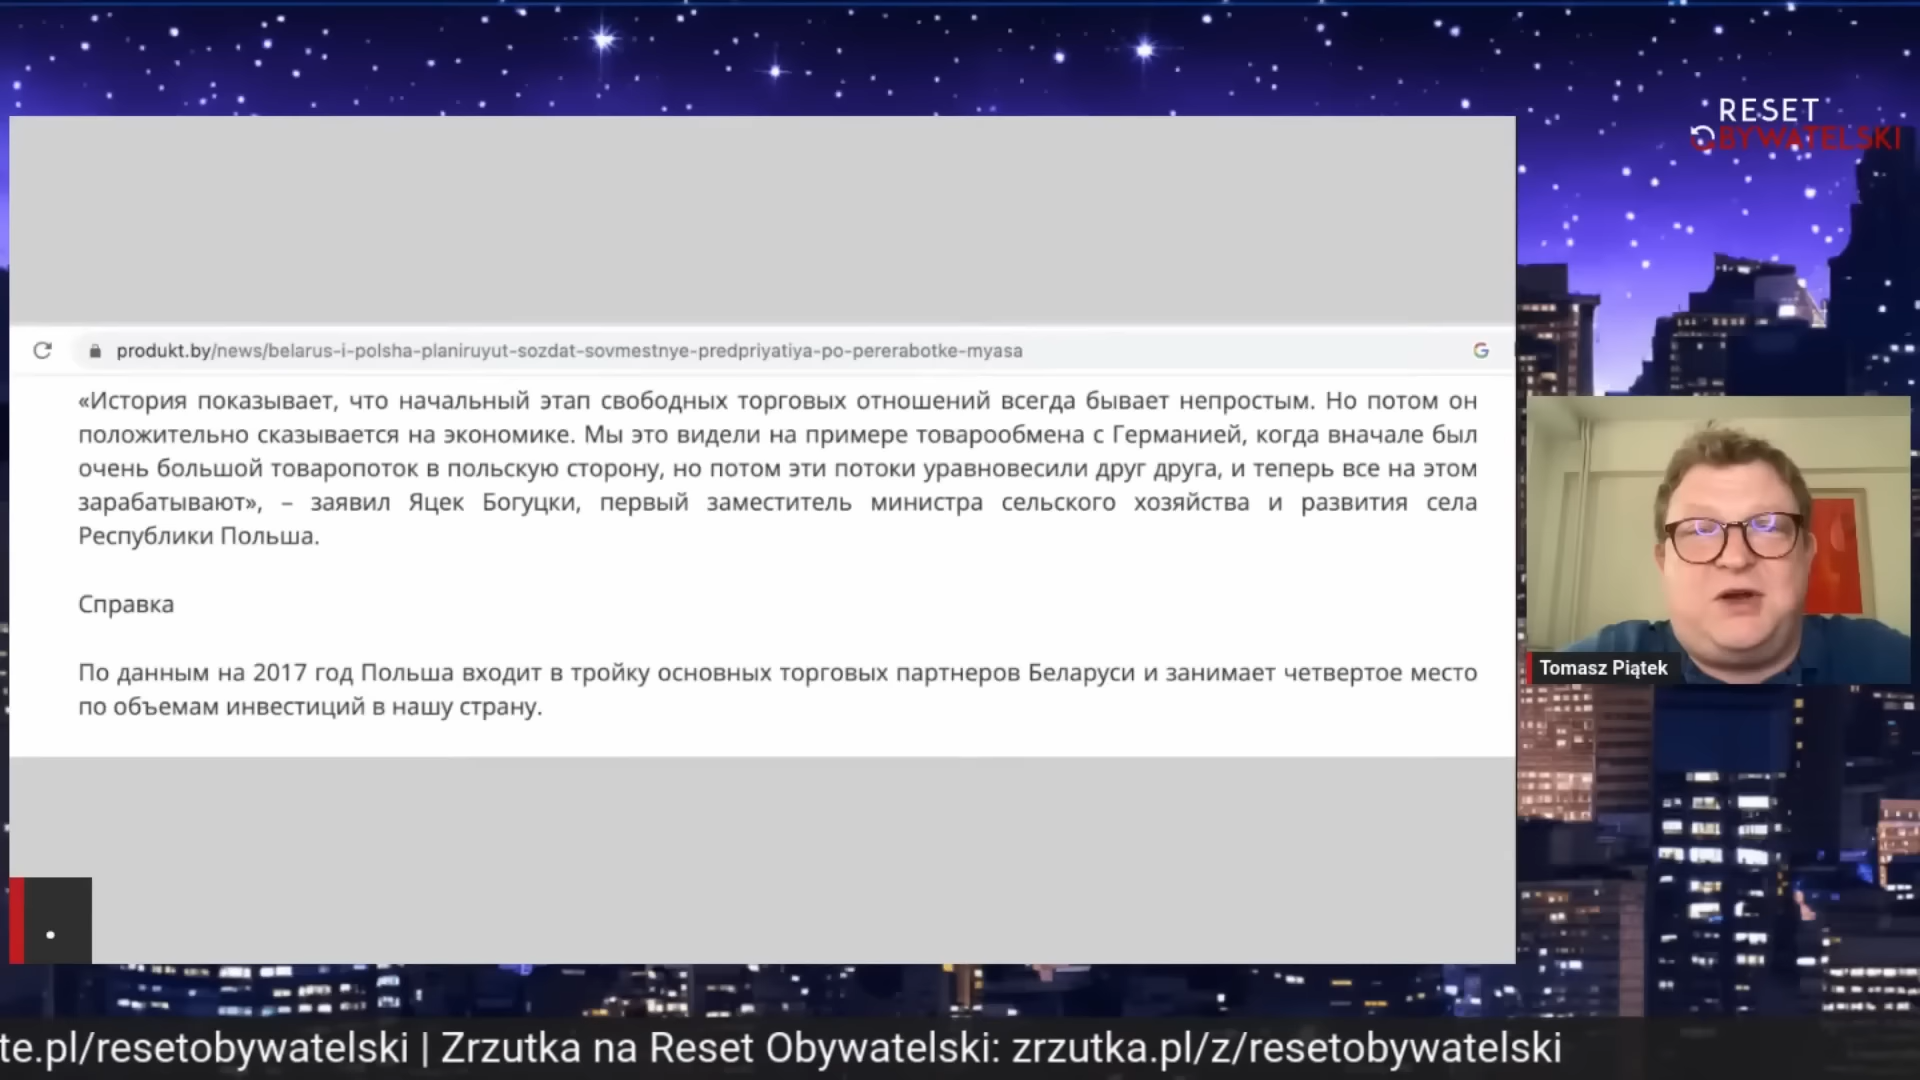 RESET
OBYWATELSKI
produkt.by/news/belarus-i-polsha-planiruyut-sozdat-sovmestnye-predpriyatiya-po-pererabotke-myasa
«История показывает, что начальный этап свободных торговых отношений всегда бывает непростым. Но потом он
положительно сказывается на экономике. Мы это видели на примере товарообмена с Германией, когда вначале был
очень большой товаропоток в польскую сторону, но потом эти потоки уравновесили друг друга, и теперь все на этом
зарабатывают», – заявил Яцек Богуцки, первый заместитель министра сельского хозяйства и развития села
Республики Польша.
Справка
По данным на 2017 год Польша входит в тройку основных торговых партнеров Беларуси и занимает четвертое место
по объемам инвестиций в нашу страну.
Tomasz Piątek
.
te.pl/resetobywatelski | Zrzutka na Reset Obywatelski: zrzutka.pl/z/resetobywatelski